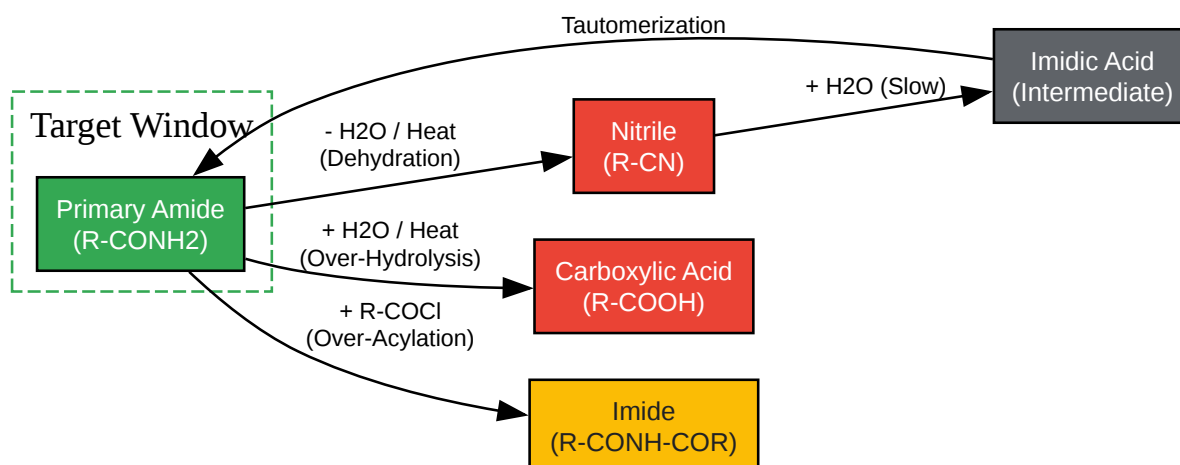 Tautomerization
Imidic Acid
(Intermediate)
+ H2O (Slow)
Target Window
- H2O / Heat
(Dehydration)
Nitrile
(R-CN)
Primary Amide
(R-CONH2)
+ H2O / Heat
(Over-Hydrolysis)
Carboxylic Acid
(R-COOH)
+ R-COCl
(Over-Acylation)
Imide
(R-CONH-COR)